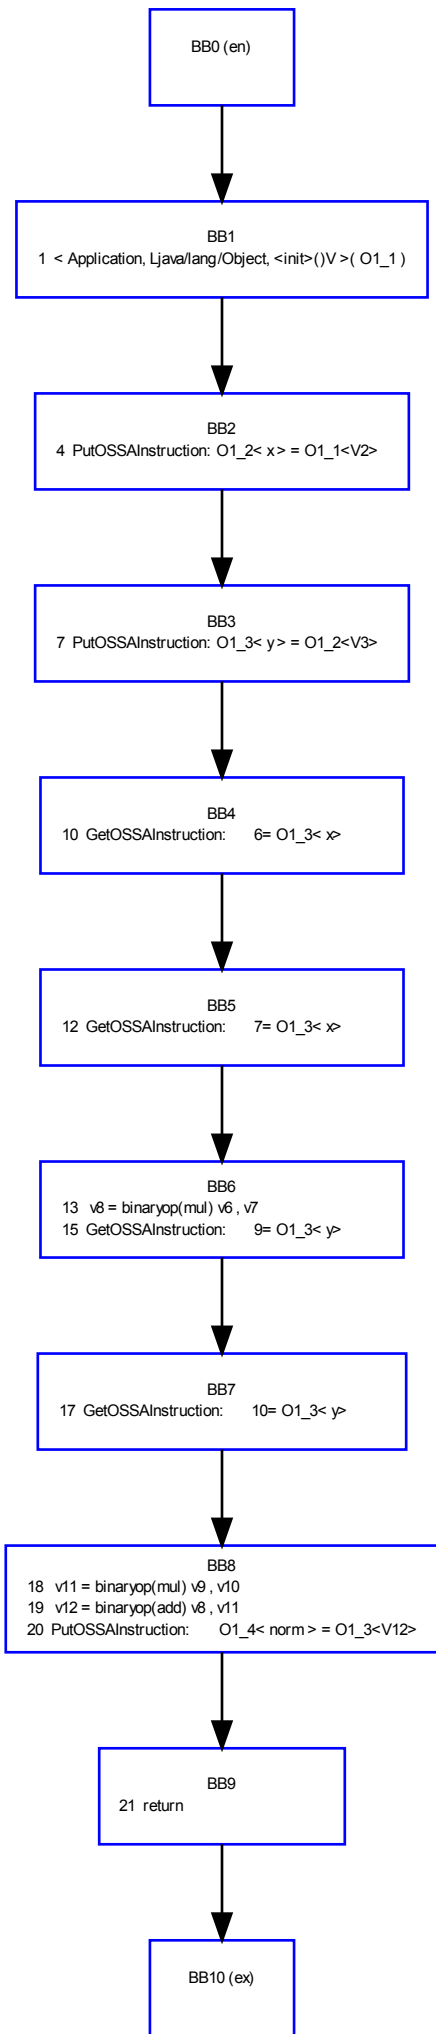 BB0 (en)
BB1
1 < Application, Ljava/lang/Object, <init>()V >( O1_1 )
BB2
4 PutOSSAInstruction: O1_2< x > = O1_1<V2>
BB3
7 PutOSSAInstruction: O1_3< y > = O1_2<V3>
BB4
10 GetOSSAInstruction: 6= O1_3< x>
BB5
12 GetOSSAInstruction: 7= O1_3< x>
BB6
13 v8 = binaryop(mul) v6 , v7
15 GetOSSAInstruction: 9= O1_3< y>
BB7
17 GetOSSAInstruction: 10= O1_3< y>
BB8
18 v11 = binaryop(mul) v9 , v10
19 v12 = binaryop(add) v8 , v11
20 PutOSSAInstruction: O1_4< norm > = O1_3<V12>
BB9
21 return
BB10 (ex)